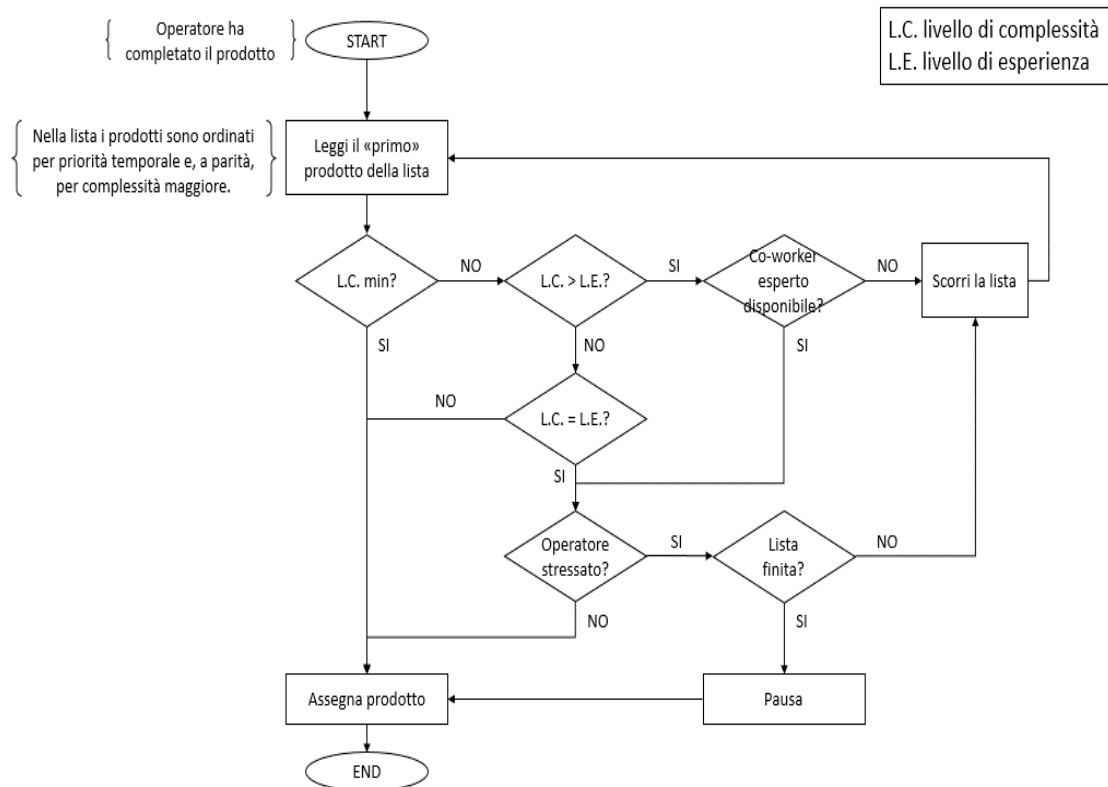 Operatore ha
completato il prodotto
START
L.C. livello di complessità
L.E. livello di esperienza
Nella lista i prodotti sono ordinati
per priorità temporale e, a parità,
per complessità maggiore.
Leggi il «primo»
prodotto della lista
L.C. min?
NO
L.C. > L.E.?
SI
Co-worker
esperto
disponibile?
NO
Scorri la lista
SI
NO
SI
NO
L.C. = L.E.?
SI
Operatore
stressato?
SI
Lista
finita?
NO
NO
SI
Assegna prodotto
Pausa
END